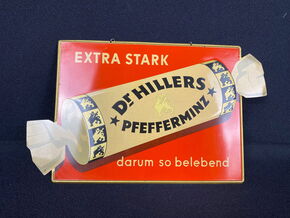 EXTRA STARK
DR HILLERS
PFEFFERMINZ
darum so belebend